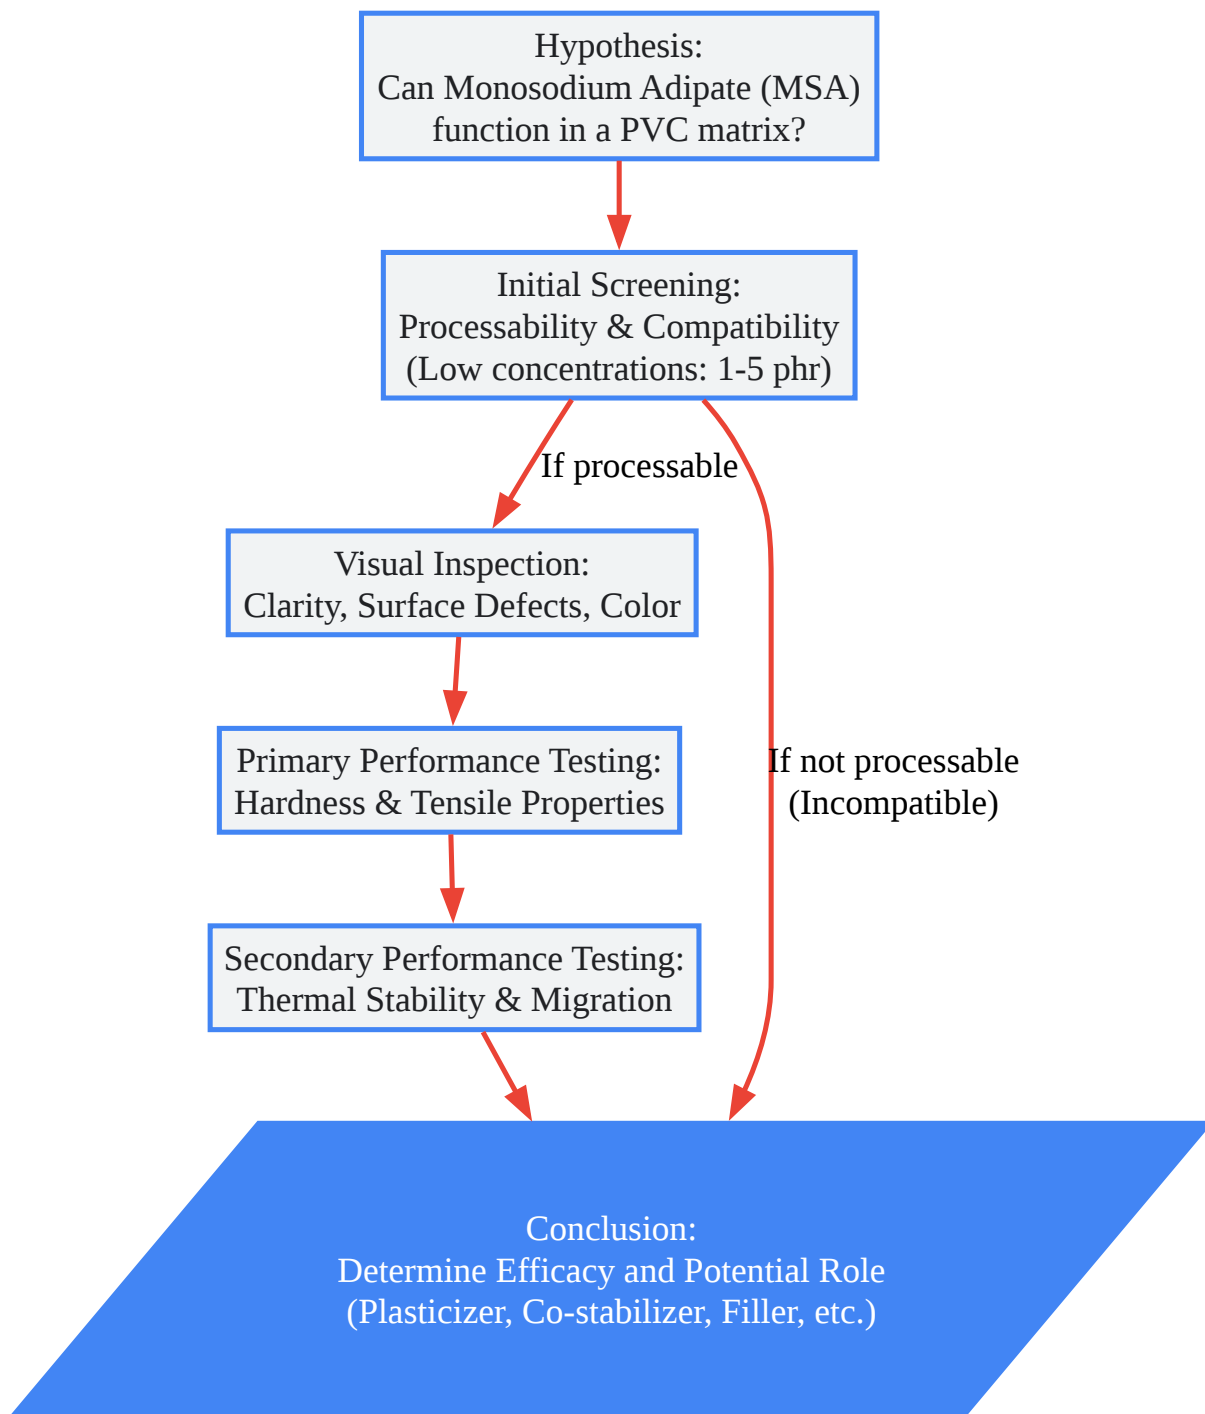 Hypothesis:
Can Monosodium Adipate (MSA)
function in a PVC matrix?
Initial Screening:
Processability & Compatibility
(Low concentrations: 1-5 phr)
If processable
Visual Inspection:
Clarity, Surface Defects, Color
Primary Performance Testing:
Hardness & Tensile Properties
If not processable
(Incompatible)
Secondary Performance Testing:
Thermal Stability & Migration
Conclusion:
Determine Efficacy and Potential Role
(Plasticizer, Co-stabilizer, Filler, etc.)